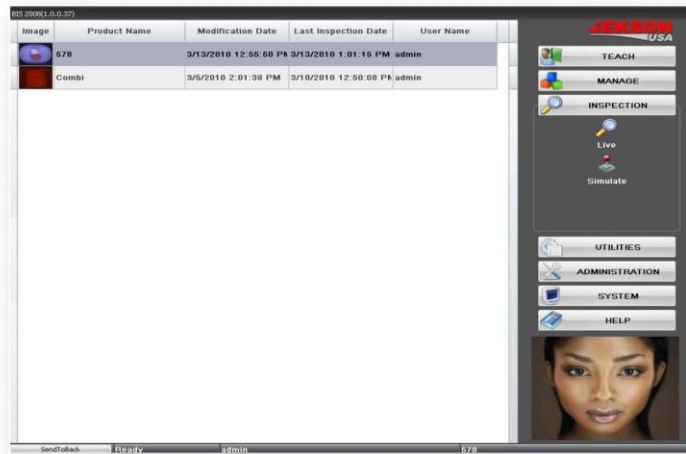 BIS 2008(1.0.0.37)
Image Product Name Modification Date Last Inspection Date User Name
578 3/13/2010 12:55:50 PM 3/13/2010 1:01:15 PM admin
Combi 3/5/2010 2:01:30 PM 3/10/2010 12:50:00 PM admin
JEKSON
USA
TEACH
MANAGE
INSPECTION
Live
Simulate
UTILITIES
ADMINISTRATION
SYSTEM
HELP
SendToBack Ready admin 578